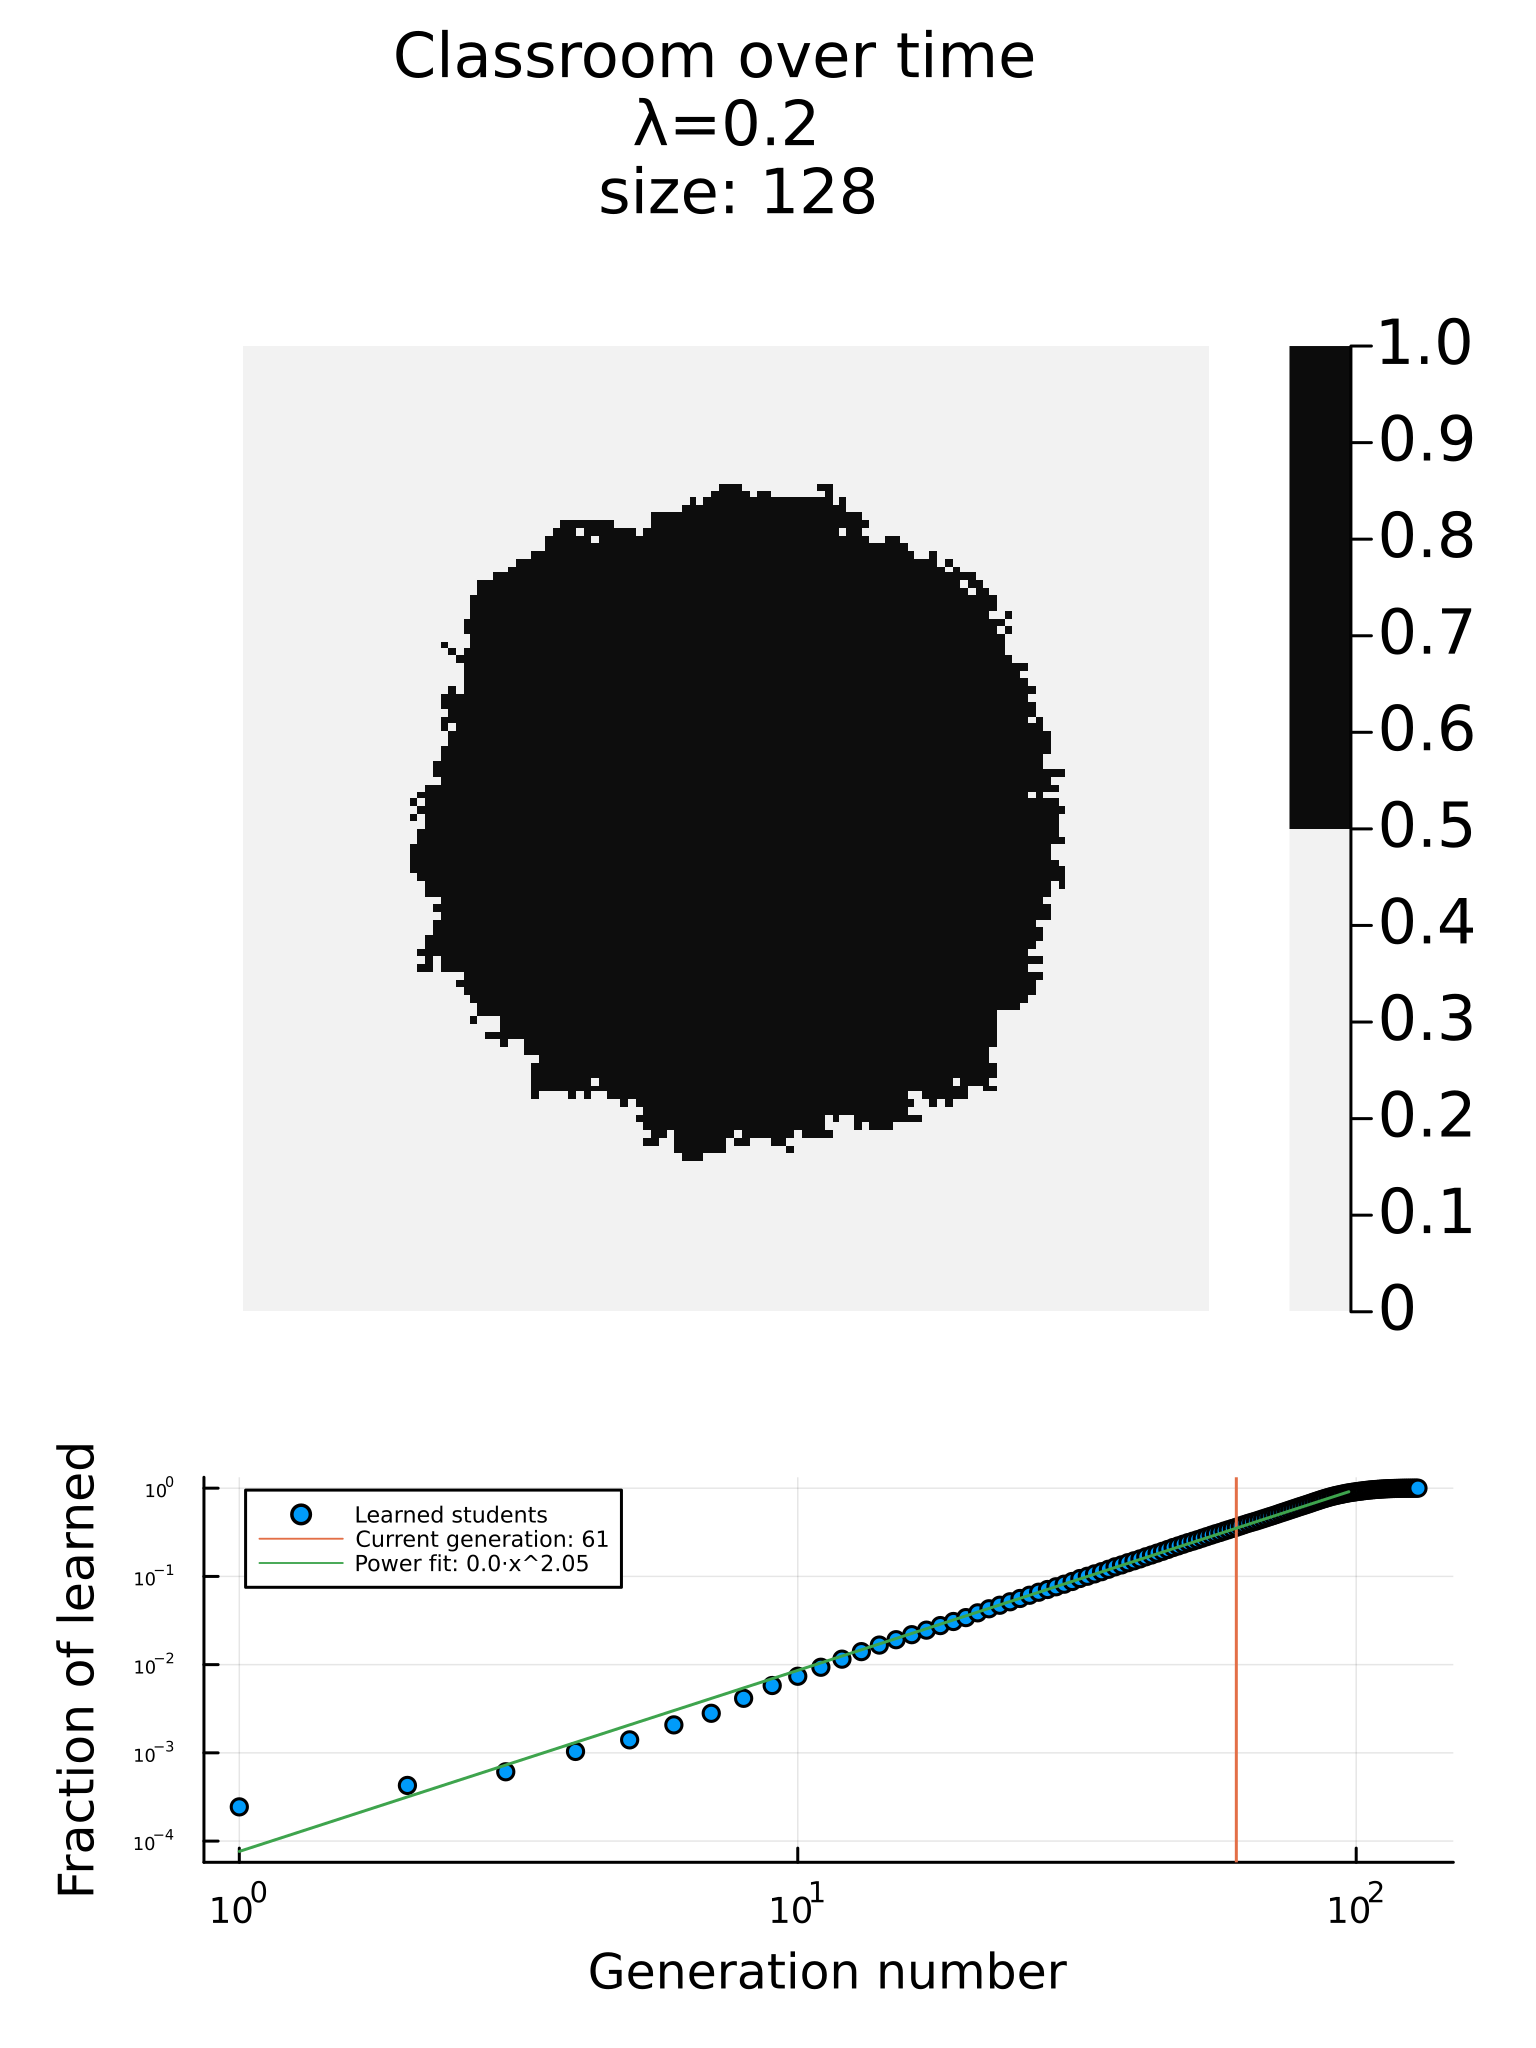 Classroom over time
λ=0.2
size: 128
1.0
0.9
0.8
0.7
0.6
0.5
0.4
0.3
0.2
0.1
0
Fraction of learned
10^0
10^-1
10^-2
10^-3
10^-4
Learned students
Current generation: 61
Power fit: 0.0·x^2.05
10^0 10^1 10^2
Generation number